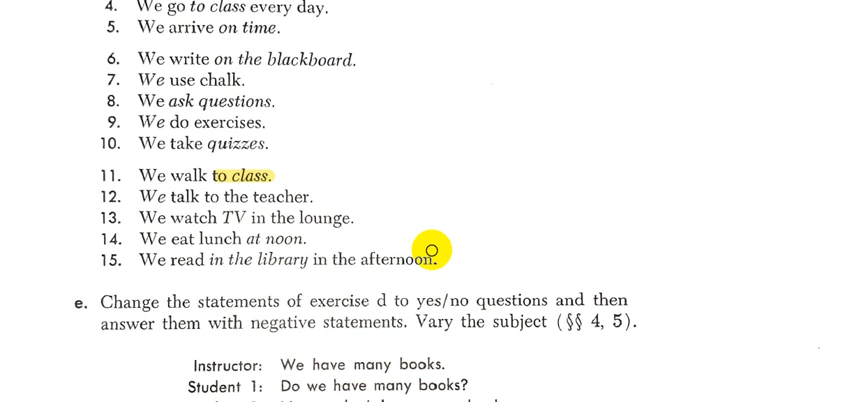 4. We go to class every day.
5. We arrive on time.
6. We write on the blackboard.
7. We use chalk.
8. We ask questions.
9. We do exercises.
10. We take quizzes.
11. We walk to class.
12. We talk to the teacher.
13. We watch TV in the lounge.
14. We eat lunch at noon.
15. We read in the library in the afternoon.
e. Change the statements of exercise d to yes/no questions and then
answer them with negative statements. Vary the subject (§§ 4, 5).
Instructor: We have many books.
Student 1: Do we have many books?